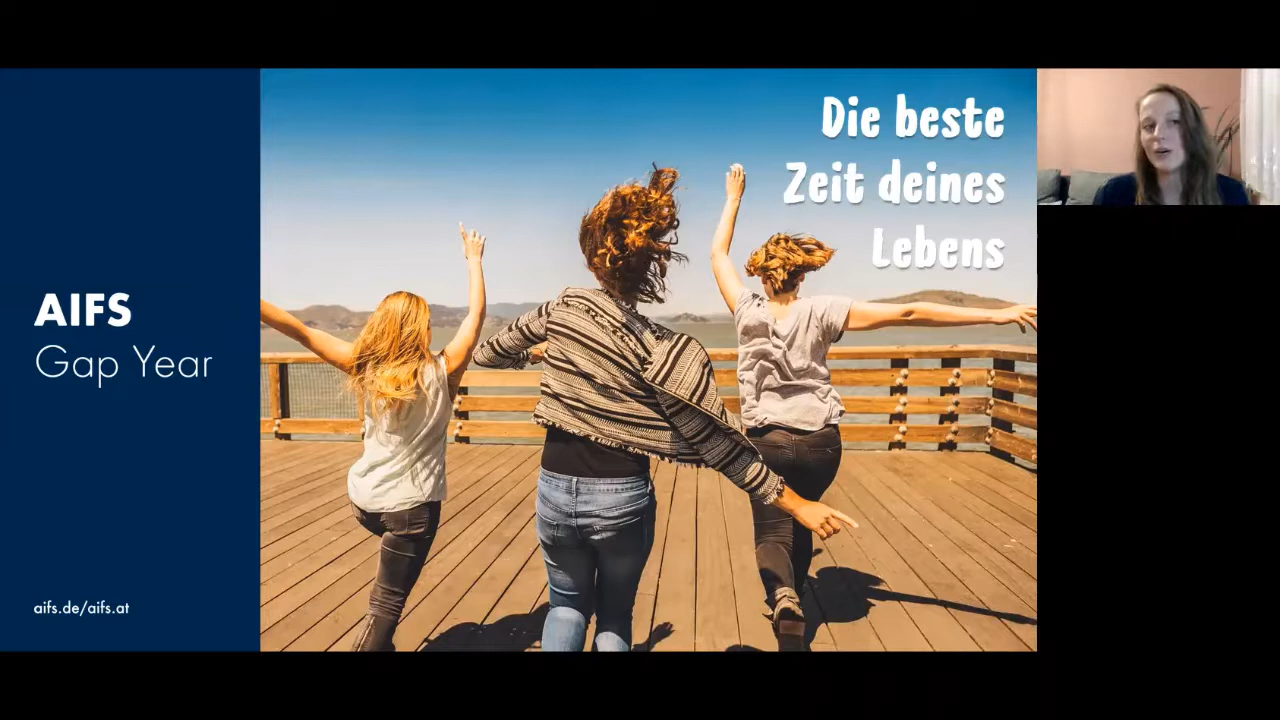 AIFS
Gap Year
aifs.de/aifs.at
Die beste
Zeit deines
Lebens